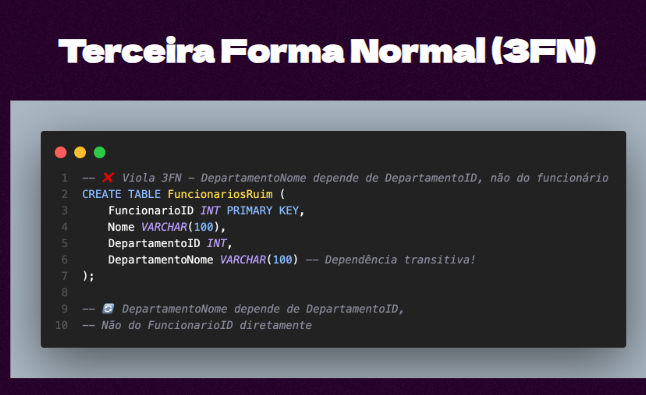 Terceira Forma Normal (3FN)
1 -- ❌ Viola 3FN - DepartamentoNome depende de DepartamentoID, não do funcionário
2 CREATE TABLE FuncionariosRuim (
3     FuncionarioID INT PRIMARY KEY,
4     Nome VARCHAR(100),
5     DepartamentoID INT,
6     DepartamentoNome VARCHAR(100) -- Dependência transitiva!
7 );
8
9 -- 🔄 DepartamentoNome depende de DepartamentoID,
10 -- Não do FuncionarioID diretamente